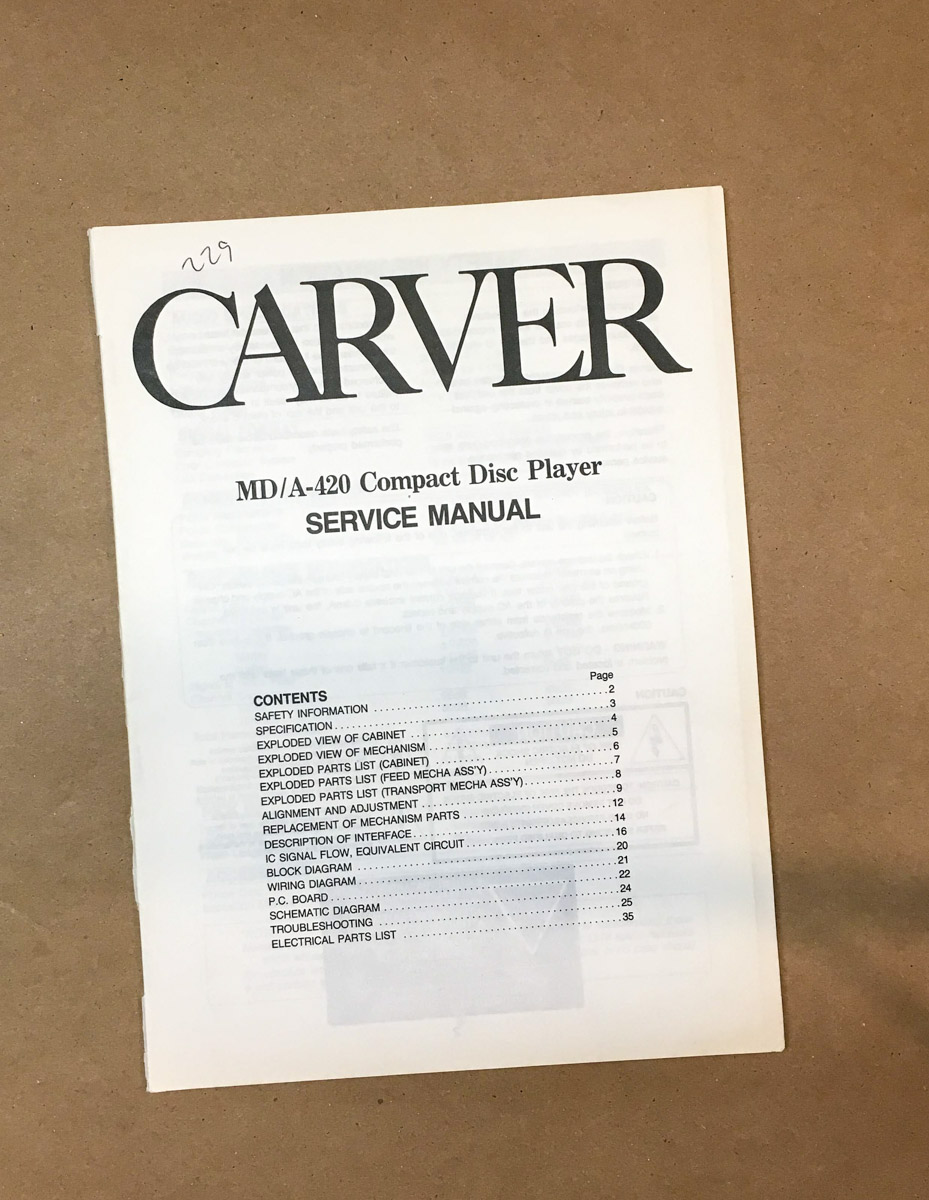 229
CARVER
MD/A-420 Compact Disc Player
SERVICE MANUAL
Page
CONTENTS
SAFETY INFORMATION ........ 2
SPECIFICATION ........ 3
EXPLODED VIEW OF CABINET ........ 4
EXPLODED VIEW OF MECHANISM ........ 5
EXPLODED PARTS LIST (CABINET) ........ 6
EXPLODED PARTS LIST (FEED MECHA ASS'Y) ........ 7
EXPLODED PARTS LIST (TRANSPORT MECHA ASS'Y) ........ 8
ALIGNMENT AND ADJUSTMENT ........ 9
REPLACEMENT OF MECHANISM PARTS ........ 12
DESCRIPTION OF INTERFACE ........ 14
IC SIGNAL FLOW, EQUIVALENT CIRCUIT ........ 16
BLOCK DIAGRAM ........ 20
WIRING DIAGRAM ........ 21
P.C. BOARD ........ 22
SCHEMATIC DIAGRAM ........ 24
TROUBLESHOOTING ........ 25
ELECTRICAL PARTS LIST ........ 35